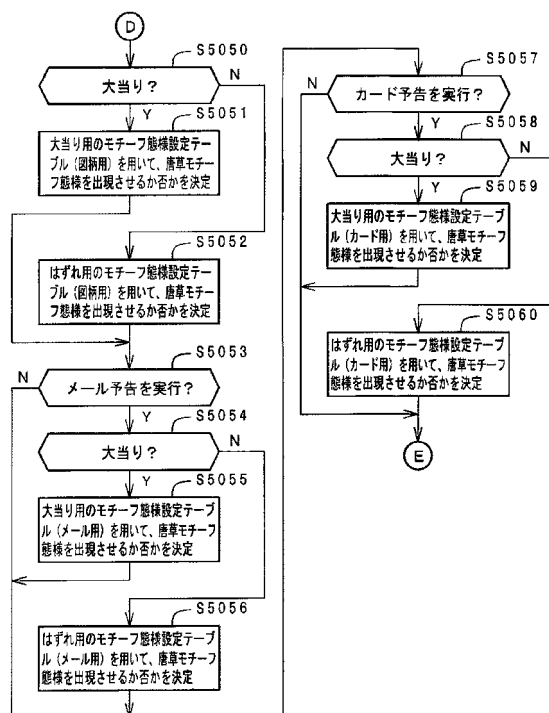 D
S5050
大当り?
N
Y
S5051
大当り用のモチーフ態様設定テー
ブル(図柄用)を用いて、唐草モチー
フ態様を出現させるか否かを決定
S5052
はずれ用のモチーフ態様設定テー
ブル(図柄用)を用いて、唐草モチー
フ態様を出現させるか否かを決定
S5053
N
メール予告を実行?
Y
S5054
大当り?
N
Y
S5055
大当り用のモチーフ態様設定テーブ
ル(メール用)を用いて、唐草モチーフ
態様を出現させるか否かを決定
S5056
はずれ用のモチーフ態様設定テーブ
ル(メール用)を用いて、唐草モチーフ
態様を出現させるか否かを決定
S5057
N
カード予告を実行?
Y
S5058
大当り?
N
Y
S5059
大当り用のモチーフ態様設定テーブ
ル(カード用)を用いて、唐草モチーフ
態様を出現させるか否かを決定
S5060
はずれ用のモチーフ態様設定テーブ
ル(カード用)を用いて、唐草モチーフ
態様を出現させるか否かを決定
E